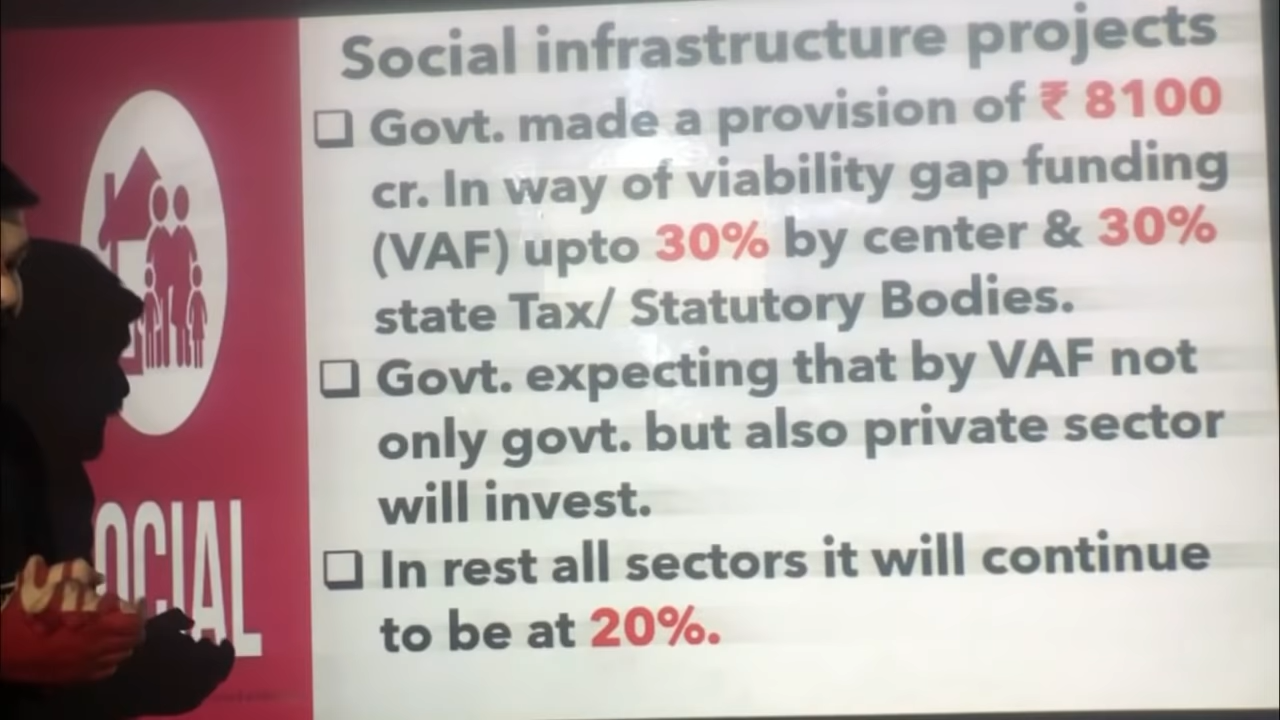 Social infrastructure projects
❑ Govt. made a provision of ₹ 8100
cr. In way of viability gap funding
(VAF) upto 30% by center & 30%
state Tax/ Statutory Bodies.
❑ Govt. expecting that by VAF not
only govt. but also private sector
will invest.
❑ In rest all sectors it will continue
to be at 20%.
OCIAL